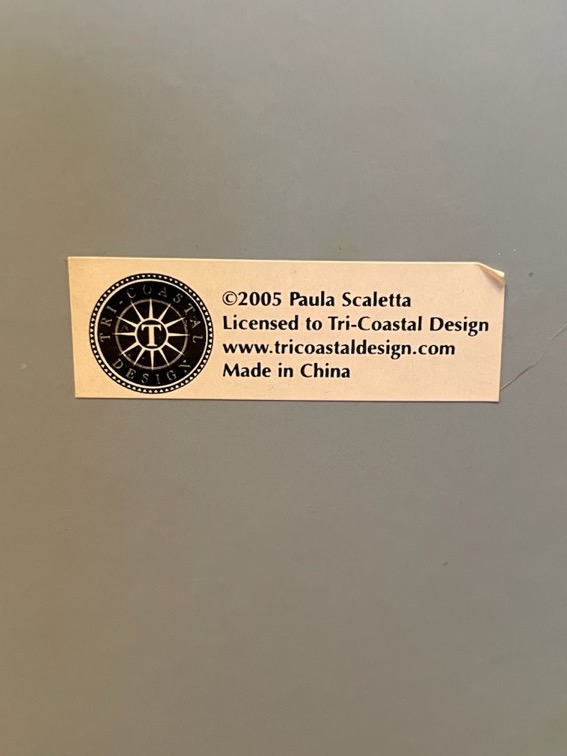 TRI-COASTAL
T
DESIGN
©2005 Paula Scaletta
Licensed to Tri-Coastal Design
www.tricoastaldesign.com
Made in China